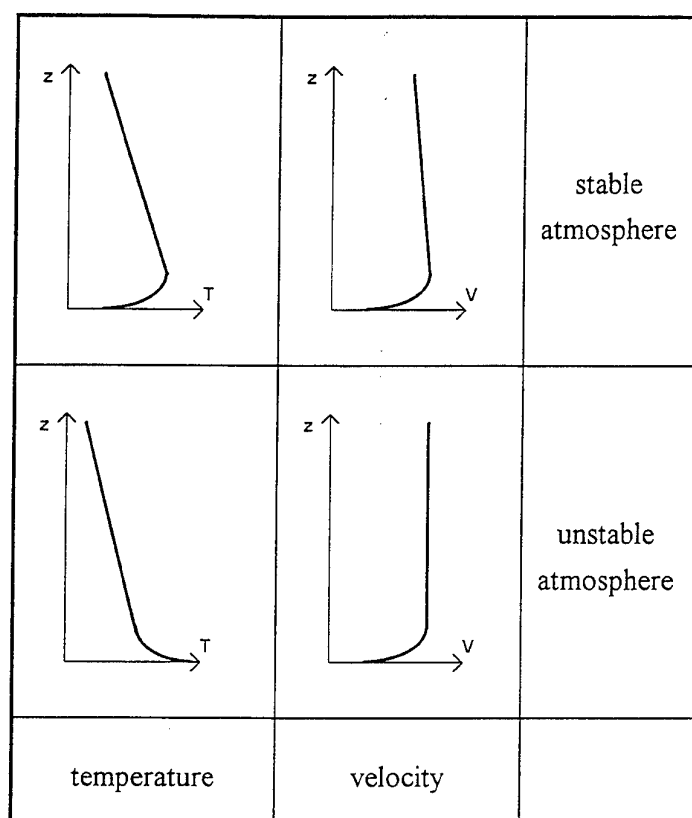 z
T
z
V
stable
atmosphere
z
T
z
V
unstable
atmosphere
temperature
velocity